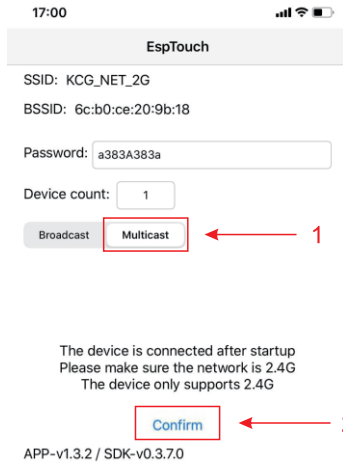 17:00
EspTouch
SSID: KCG_NET_2G
BSSID: 6c:b0:ce:20:9b:18
Password: a383A383a
Device count: 1
Broadcast Multicast 1
The device is connected after startup
Please make sure the network is 2.4G
The device only supports 2.4G
Confirm
APP-v1.3.2 / SDK-v0.3.7.0